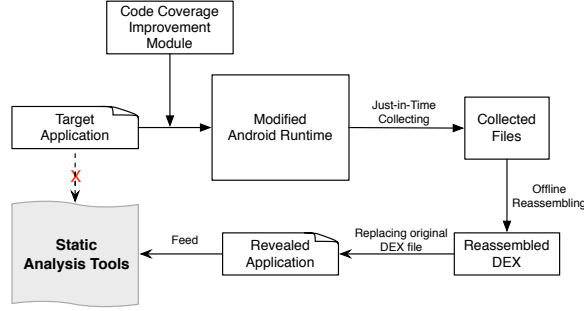 Code Coverage
Improvement
Module
Target
Application
Modified
Android Runtime
Just-in-Time
Collecting
Collected
Files
X
Offline
Reassembling
Static
Analysis Tools
Feed
Revealed
Application
Replacing original
DEX file
Reassembled
DEX